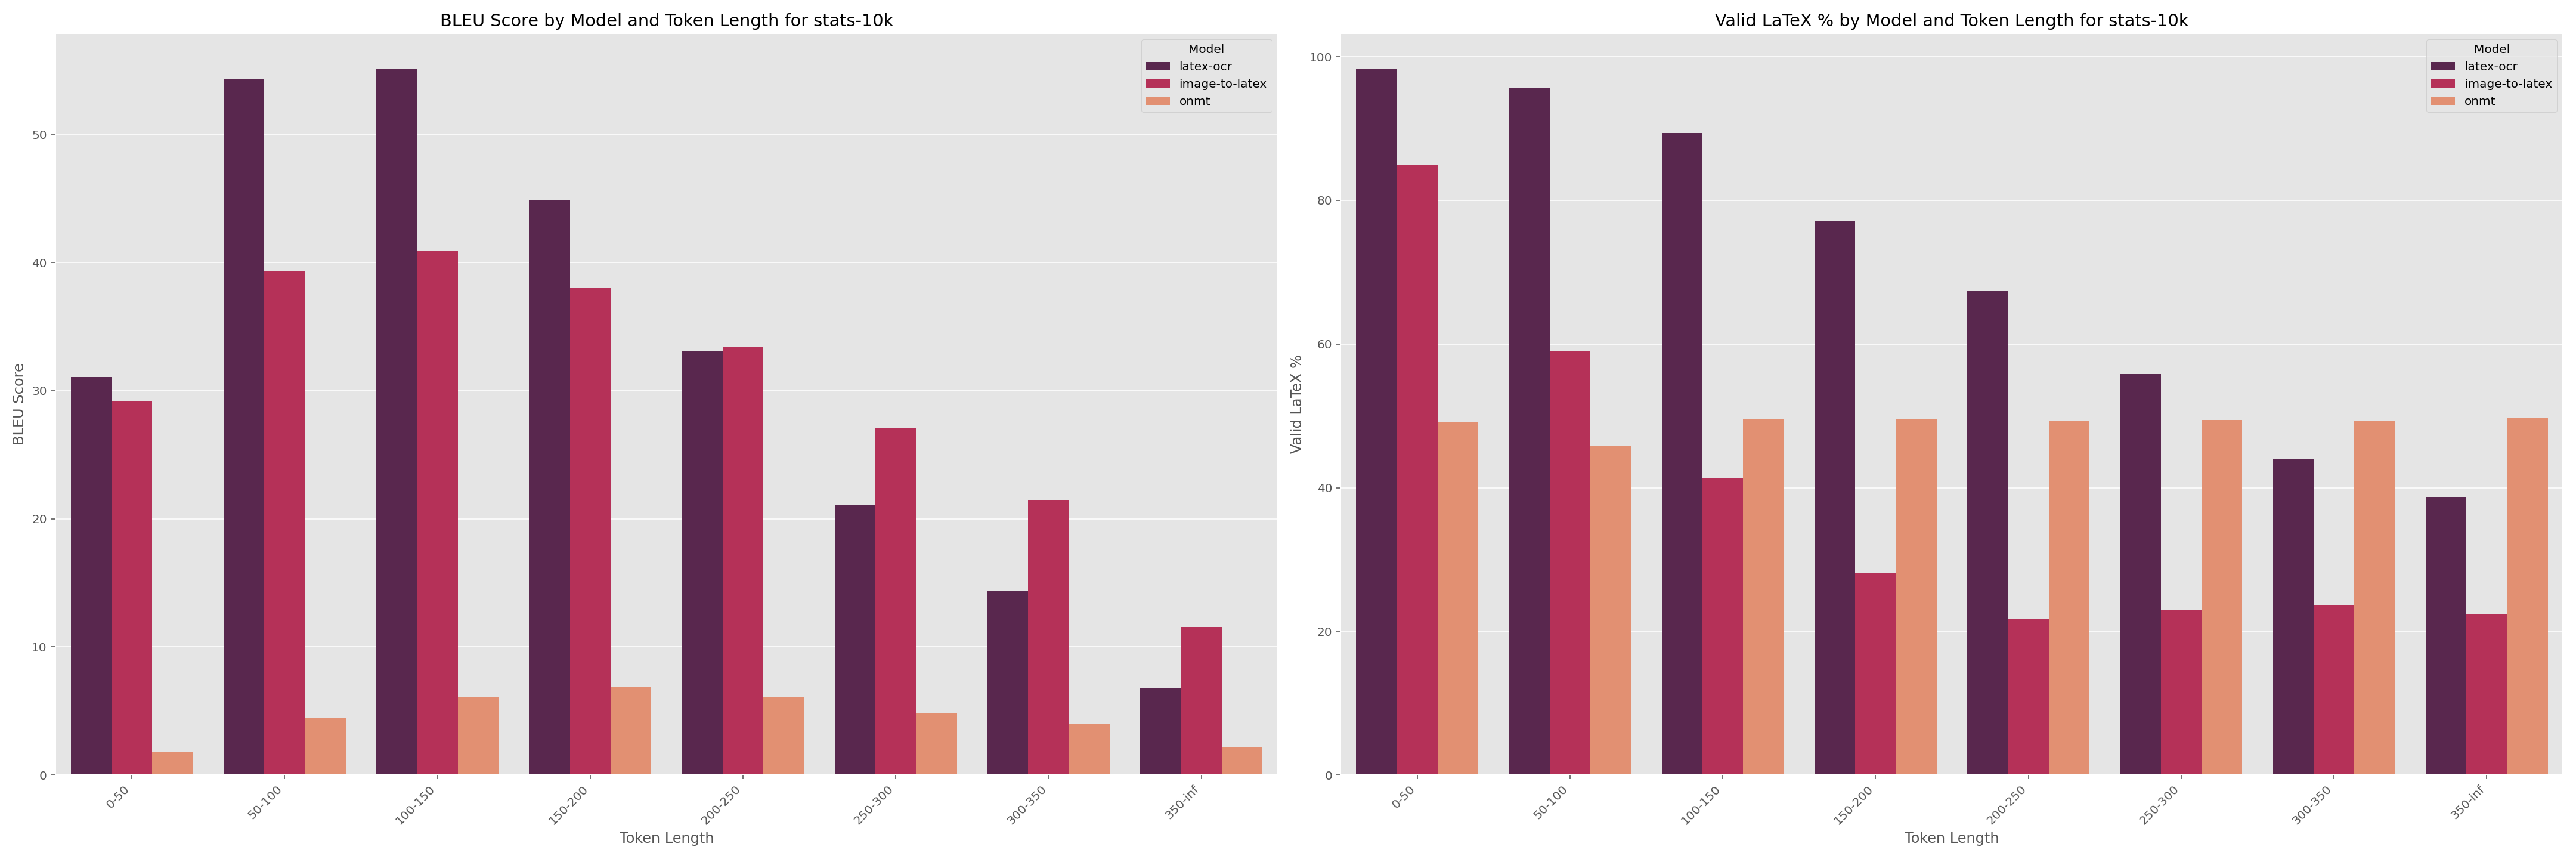 BLEU Score by Model and Token Length for stats-10k
Model
latex-ocr
image-to-latex
onmt
BLEU Score
50
40
30
20
10
0
0-50
50-100
100-150
150-200
200-250
250-300
300-350
350-inf
Token Length
Valid LaTeX % by Model and Token Length for stats-10k
Model
latex-ocr
image-to-latex
onmt
Valid LaTeX %
100
80
60
40
20
0
0-50
50-100
100-150
150-200
200-250
250-300
300-350
350-inf
Token Length